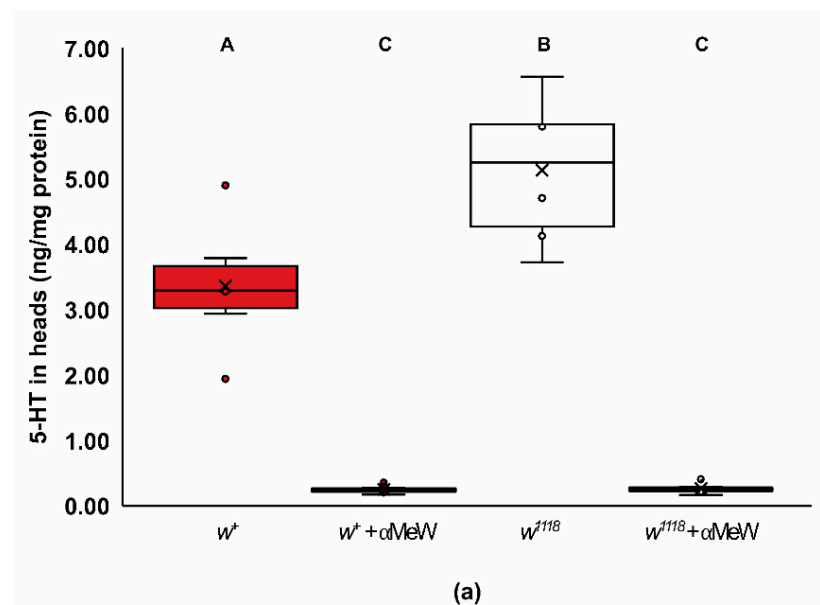 A C B C
7.00
6.00
5.00
4.00
3.00
2.00
1.00
0.00
5-HT in heads (ng/mg protein)
w⁺ w⁺ + αMeW w¹¹¹⁸ w¹¹¹⁸ + αMeW
(a)